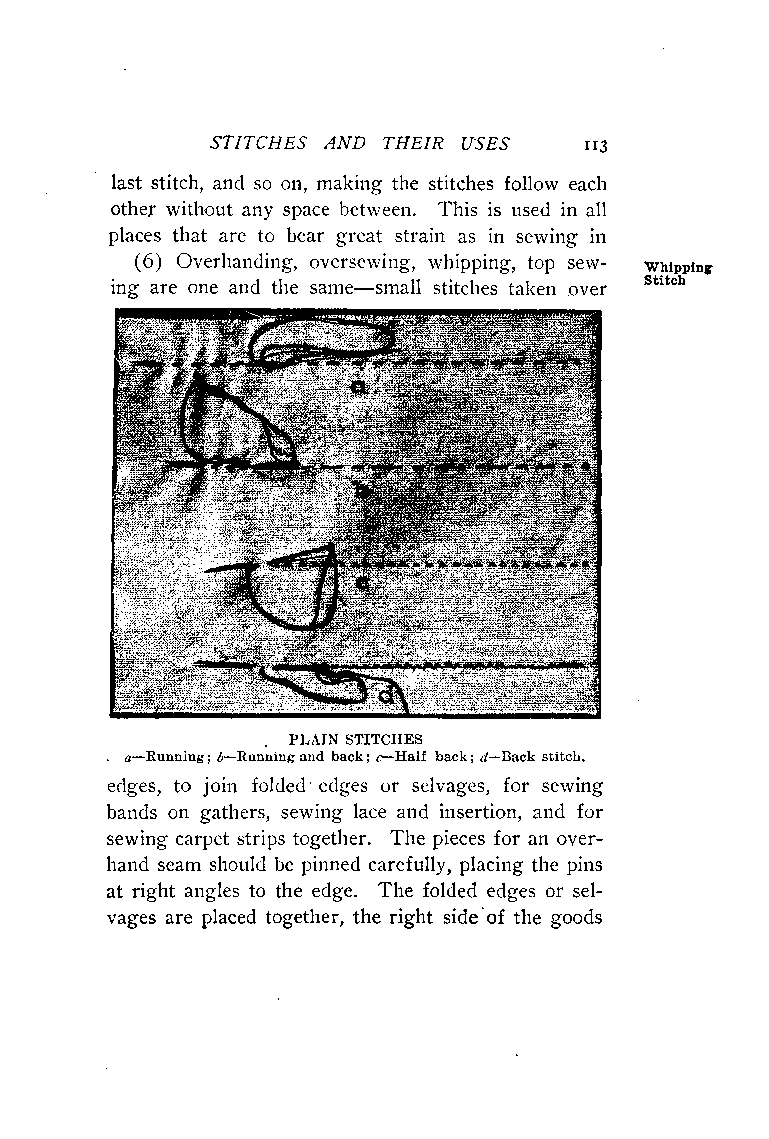 STITCHES AND THEIR USES 113
last stitch, and so on, making the stitches follow each
other without any space between. This is used in all
places that are to bear great strain as in sewing in
(6) Overhanding, oversewing, whipping, top sew-
ing are one and the same—small stitches taken over
Whipping
Stitch
a
b
c
d
PLAIN STITCHES
a—Running; b—Running and back; c—Half back; d—Back stitch.
edges, to join folded edges or selvages, for sewing
bands on gathers, sewing lace and insertion, and for
sewing carpet strips together. The pieces for an over-
hand seam should be pinned carefully, placing the pins
at right angles to the edge. The folded edges or sel-
vages are placed together, the right side of the goods